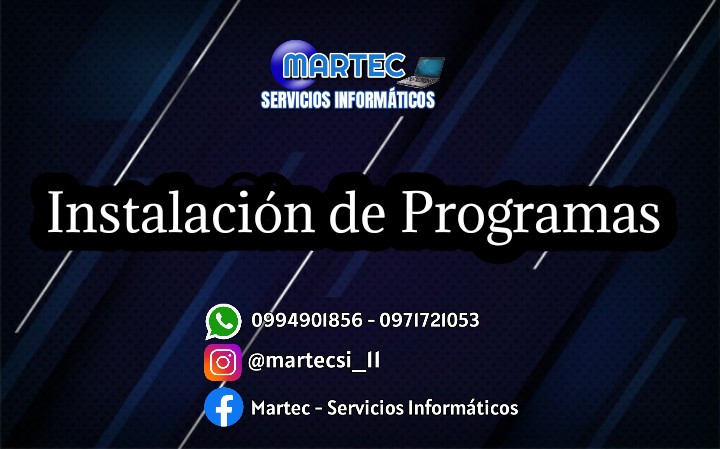 MARTEC
SERVICIOS INFORMÁTICOS
Instalación de Programas
0994901856 - 0971721053
@martecsi_11
Martec - Servicios Informáticos